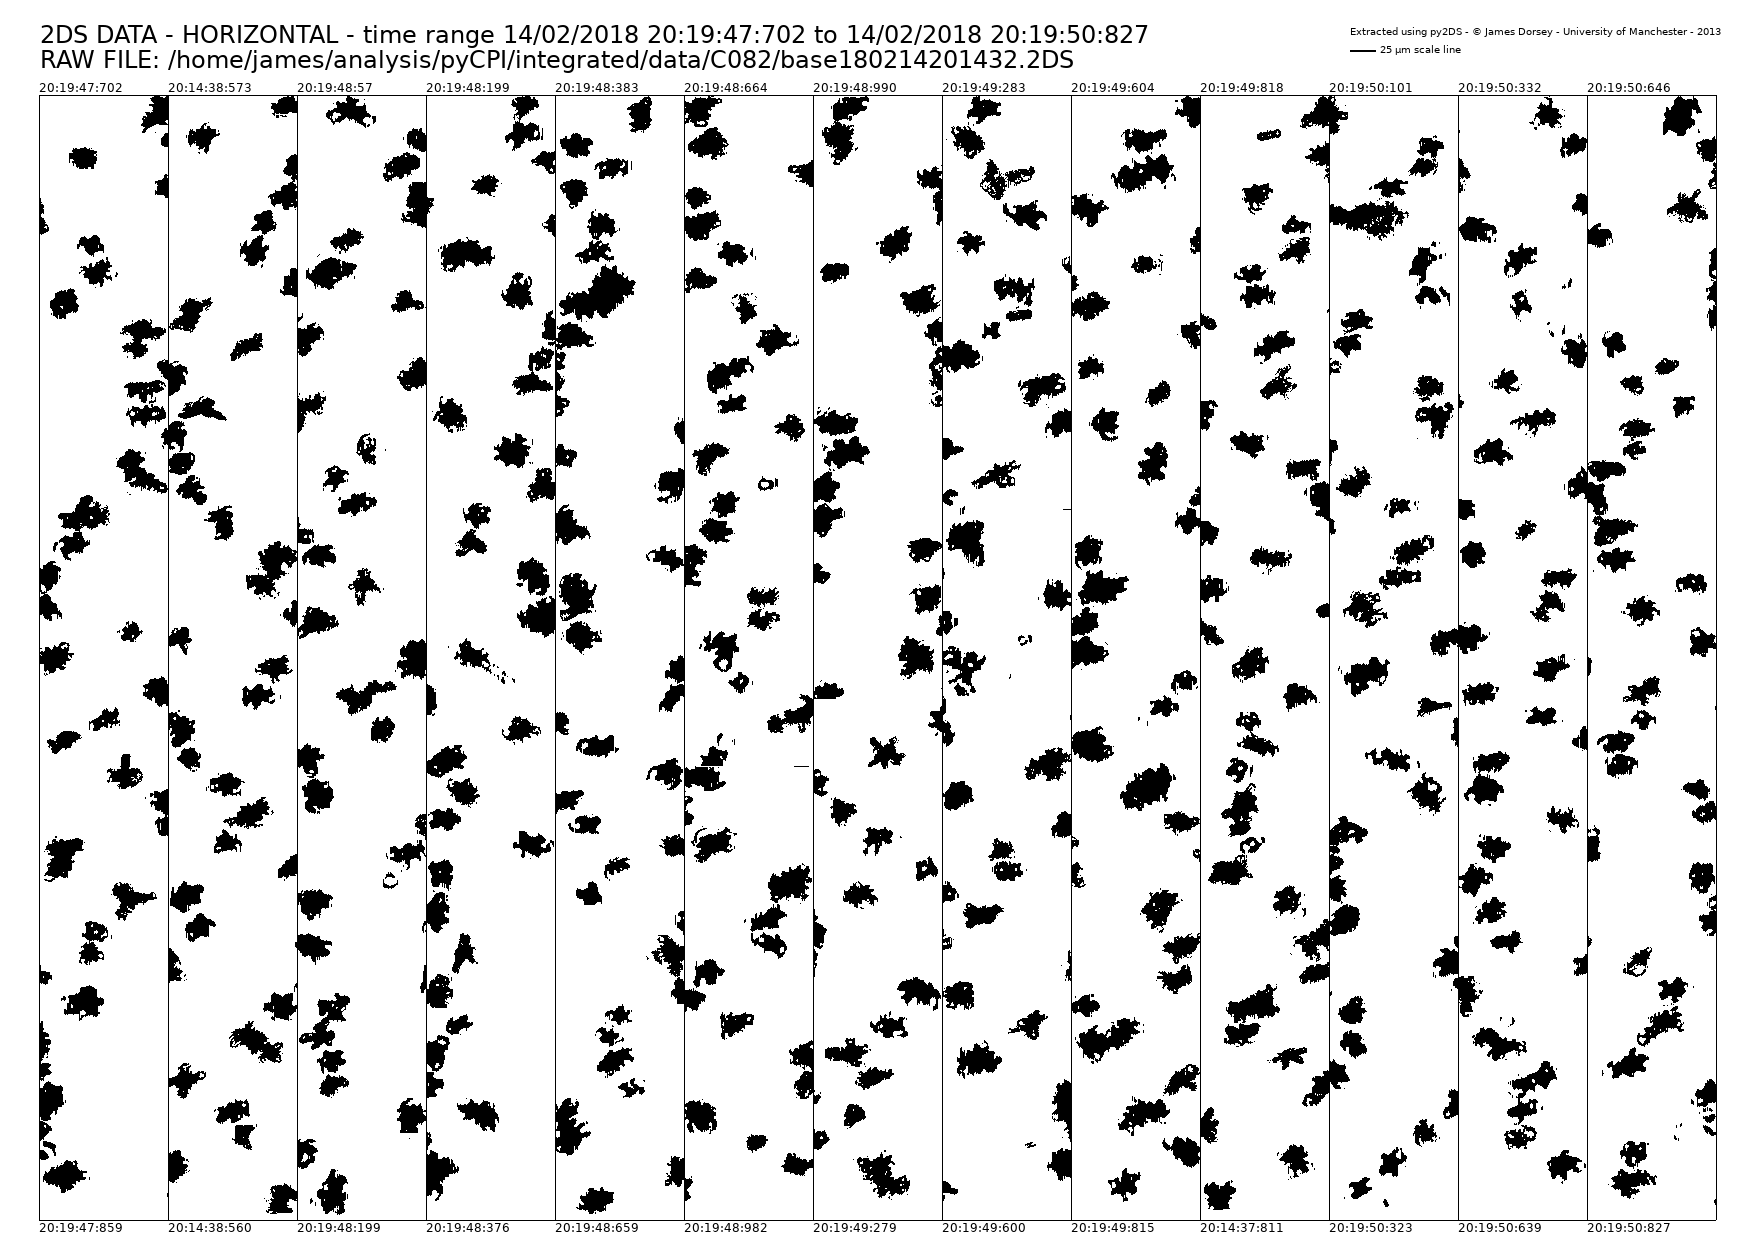 2DS DATA - HORIZONTAL - time range 14/02/2018 20:19:47:702 to 14/02/2018 20:19:50:827
RAW FILE: /home/james/analysis/pyCPI/integrated/data/C082/base180214201432.2DS
Extracted using py2DS - © James Dorsey - University of Manchester - 2013
25 µm scale line
20:19:47:702 20:14:38:573 20:19:48:57 20:19:48:199 20:19:48:383 20:19:48:664 20:19:48:990 20:19:49:283 20:19:49:604 20:19:49:818 20:19:50:101 20:19:50:332 20:19:50:646
20:19:47:859 20:14:38:560 20:19:48:199 20:19:48:376 20:19:48:659 20:19:48:982 20:19:49:279 20:19:49:600 20:19:49:815 20:14:37:811 20:19:50:323 20:19:50:639 20:19:50:827